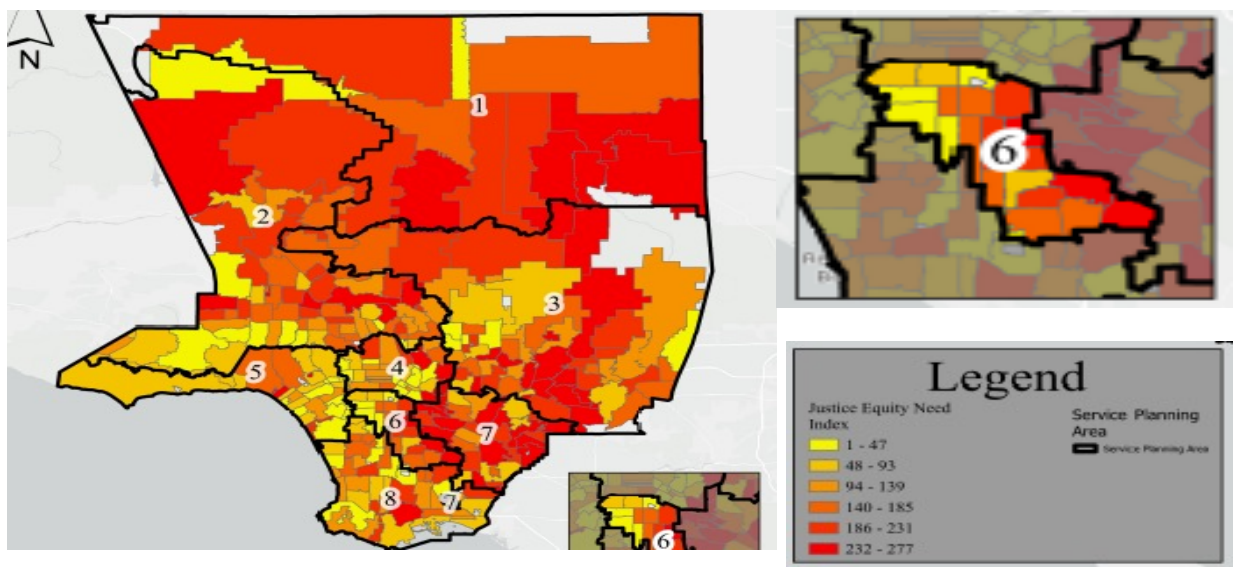 N
1
2
3
4
5
6
7
8
7
6
6
Legend
Justice Equity Need
Index
1 - 47
48 - 93
94 - 139
140 - 185
186 - 231
232 - 277
Service Planning
Area
Service Planning Area